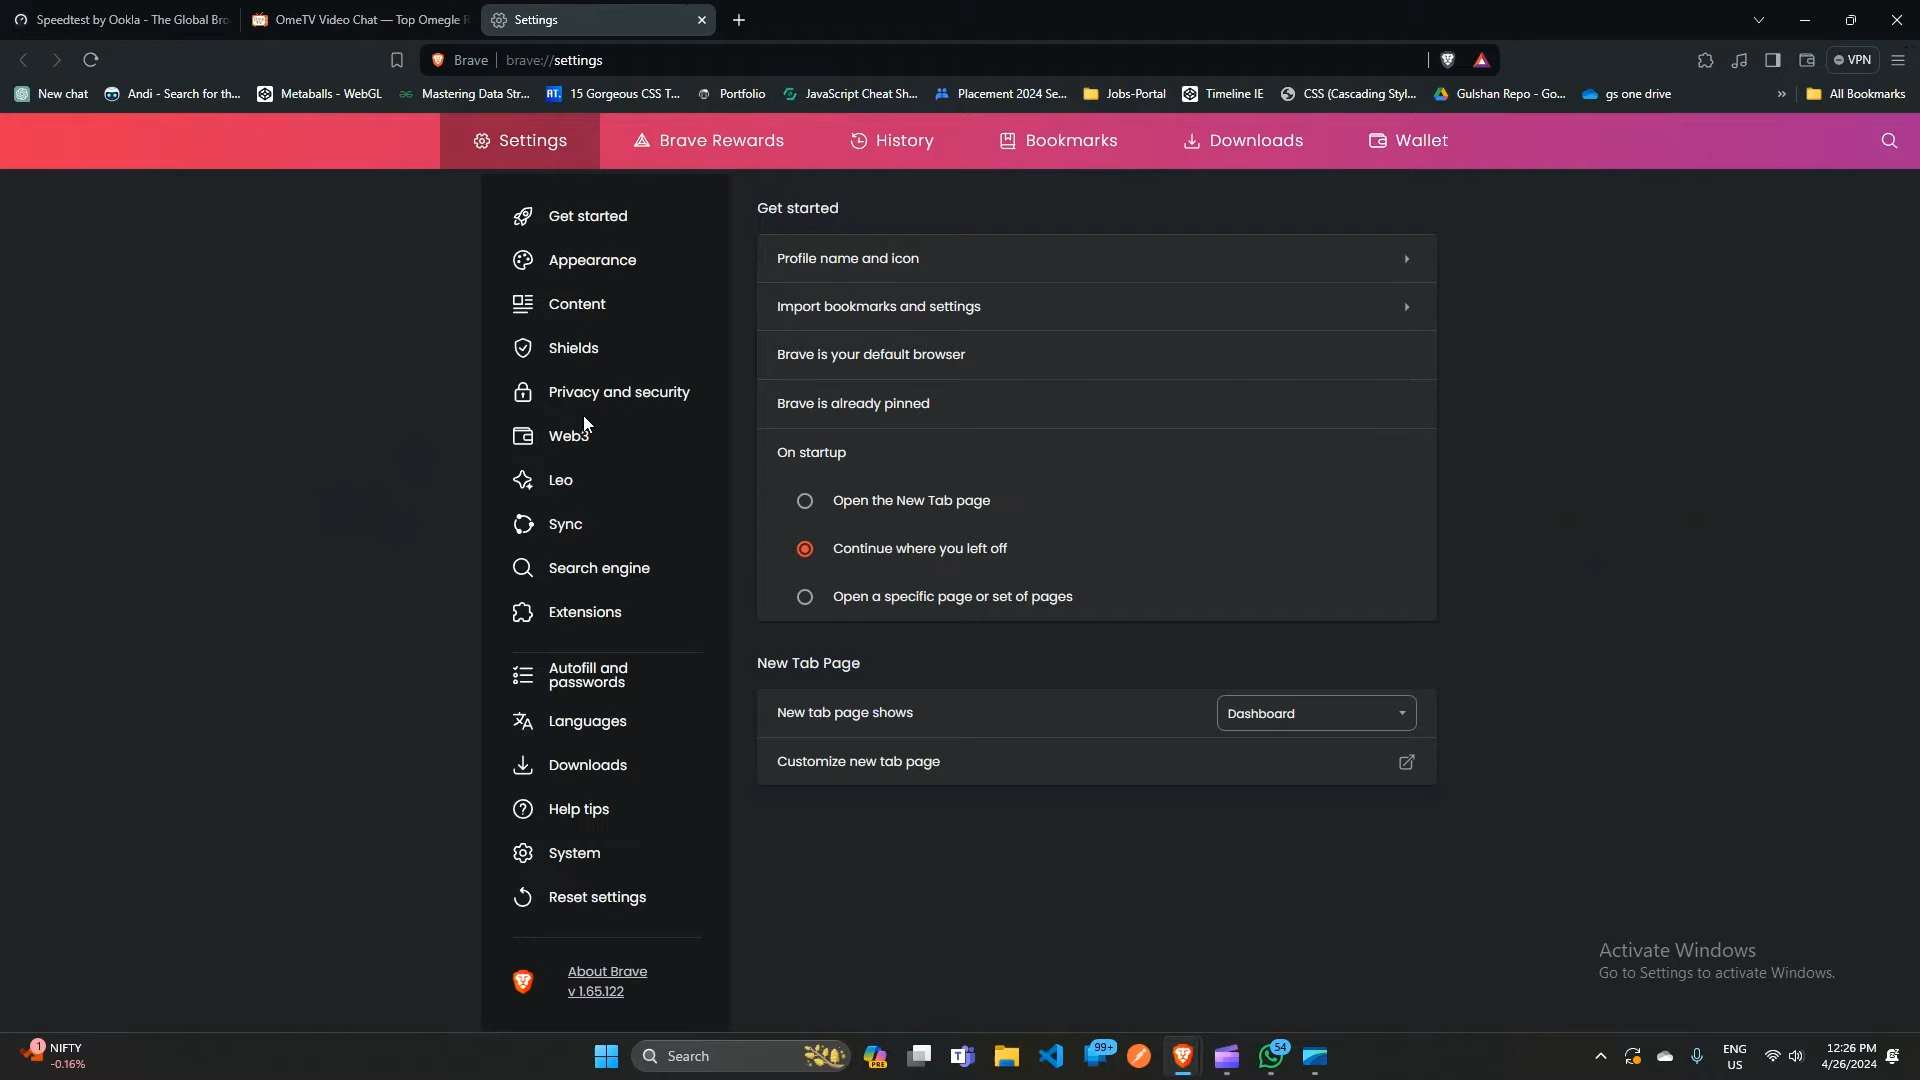 Speedtest by Ookla - The Global Bro
OmeTV Video Chat — Top Omegle R
Settings
Brave
brave://settings
VPN
New chat
Andi - Search for th...
Metaballs - WebGL
Mastering Data Str...
15 Gorgeous CSS T...
Portfolio
JavaScript Cheat Sh...
Placement 2024 Se...
Jobs-Portal
Timeline IE
CSS (Cascading Styl...
Gulshan Repo - Go...
gs one drive
»
All Bookmarks
Settings
Brave Rewards
History
Bookmarks
Downloads
Wallet
Get started
Appearance
Content
Shields
Privacy and security
Web3
Leo
Sync
Search engine
Extensions
Autofill and
passwords
Languages
Downloads
Help tips
System
Reset settings
About Brave
v 1.65.122
Get started
Profile name and icon
Import bookmarks and settings
Brave is your default browser
Brave is already pinned
On startup
Open the New Tab page
Continue where you left off
Open a specific page or set of pages
New Tab Page
New tab page shows
Dashboard
Customize new tab page
Activate Windows
Go to Settings to activate Windows.
1
NIFTY
-0.16%
Search
PRE
99+
54
ENG
US
12:26 PM
4/26/2024